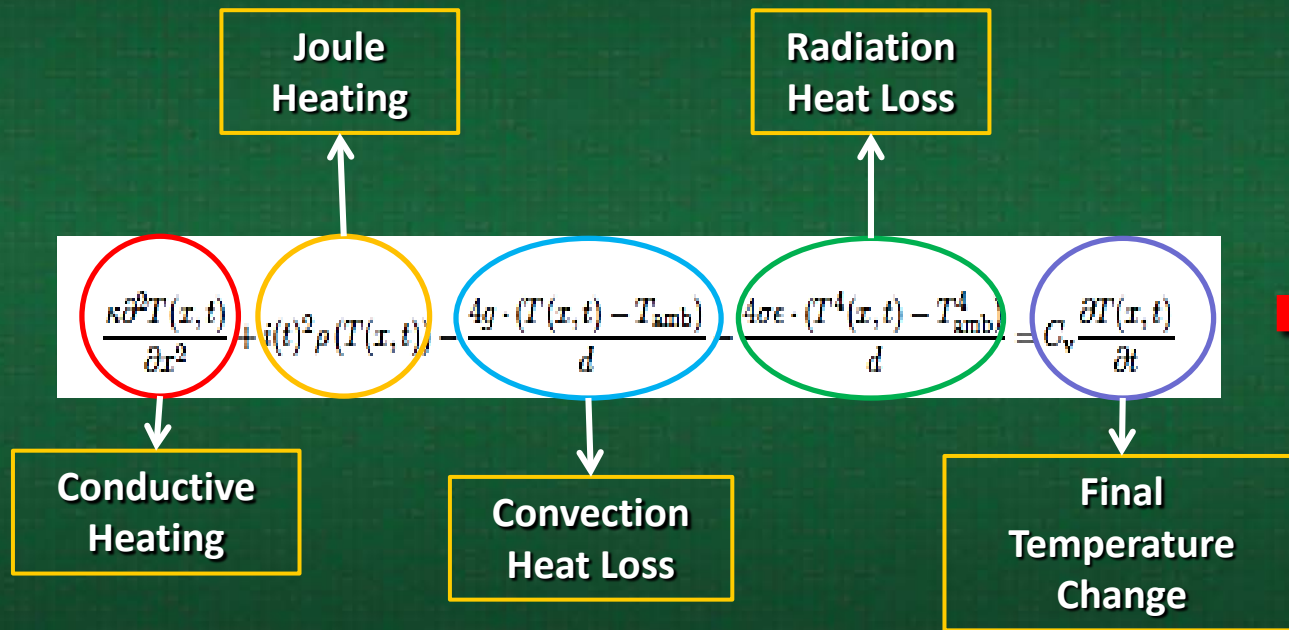 Joule
Heating
Radiation
Heat Loss
κ∂²T(x,t)/∂x² + i(t)²ρ(T(x,t)) − 4g·(T(x,t) − T_amb)/d − 4σϵ·(T⁴(x,t) − T⁴_amb)/d = C_v ∂T(x,t)/∂t
Conductive
Heating
Convection
Heat Loss
Final
Temperature
Change